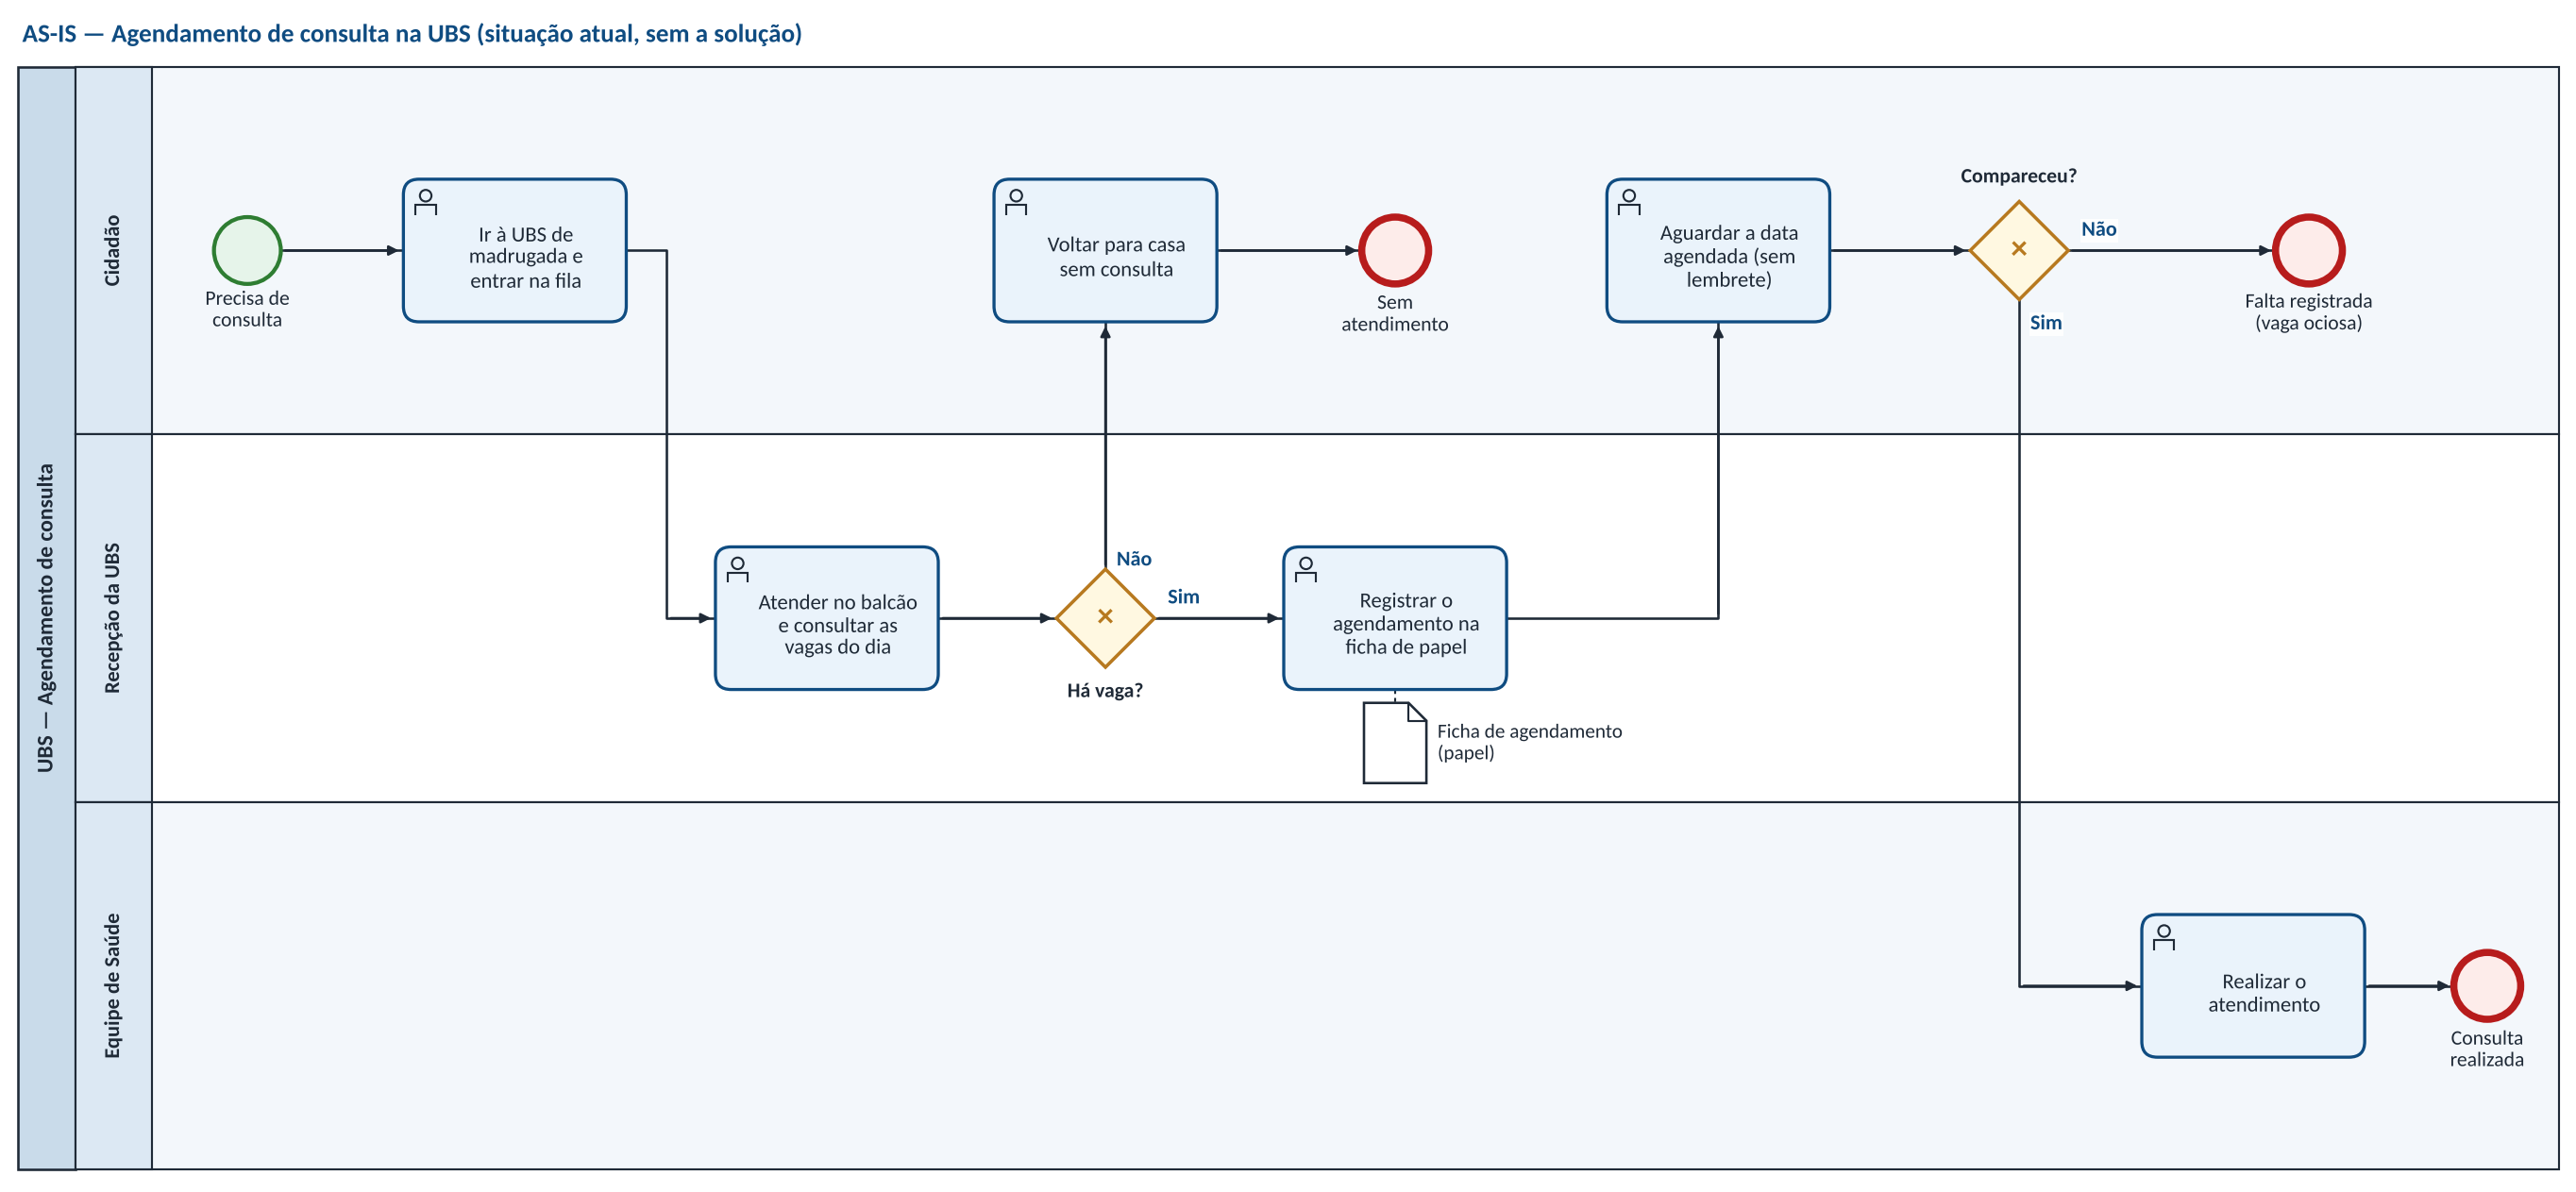 AS-IS — Agendamento de consulta na UBS (situação atual, sem a solução)
UBS — Agendamento de consulta
Cidadão
Precisa de
consulta
Ir à UBS de
madrugada e
entrar na fila
Voltar para casa
sem consulta
Sem
atendimento
Aguardar a data
agendada (sem
lembrete)
Compareceu?
Não
Sim
Falta registrada
(vaga ociosa)
Recepção da UBS
Atender no balcão
e consultar as
vagas do dia
Não
Sim
Há vaga?
Registrar o
agendamento na
ficha de papel
Ficha de agendamento
(papel)
Equipe de Saúde
Realizar o
atendimento
Consulta
realizada